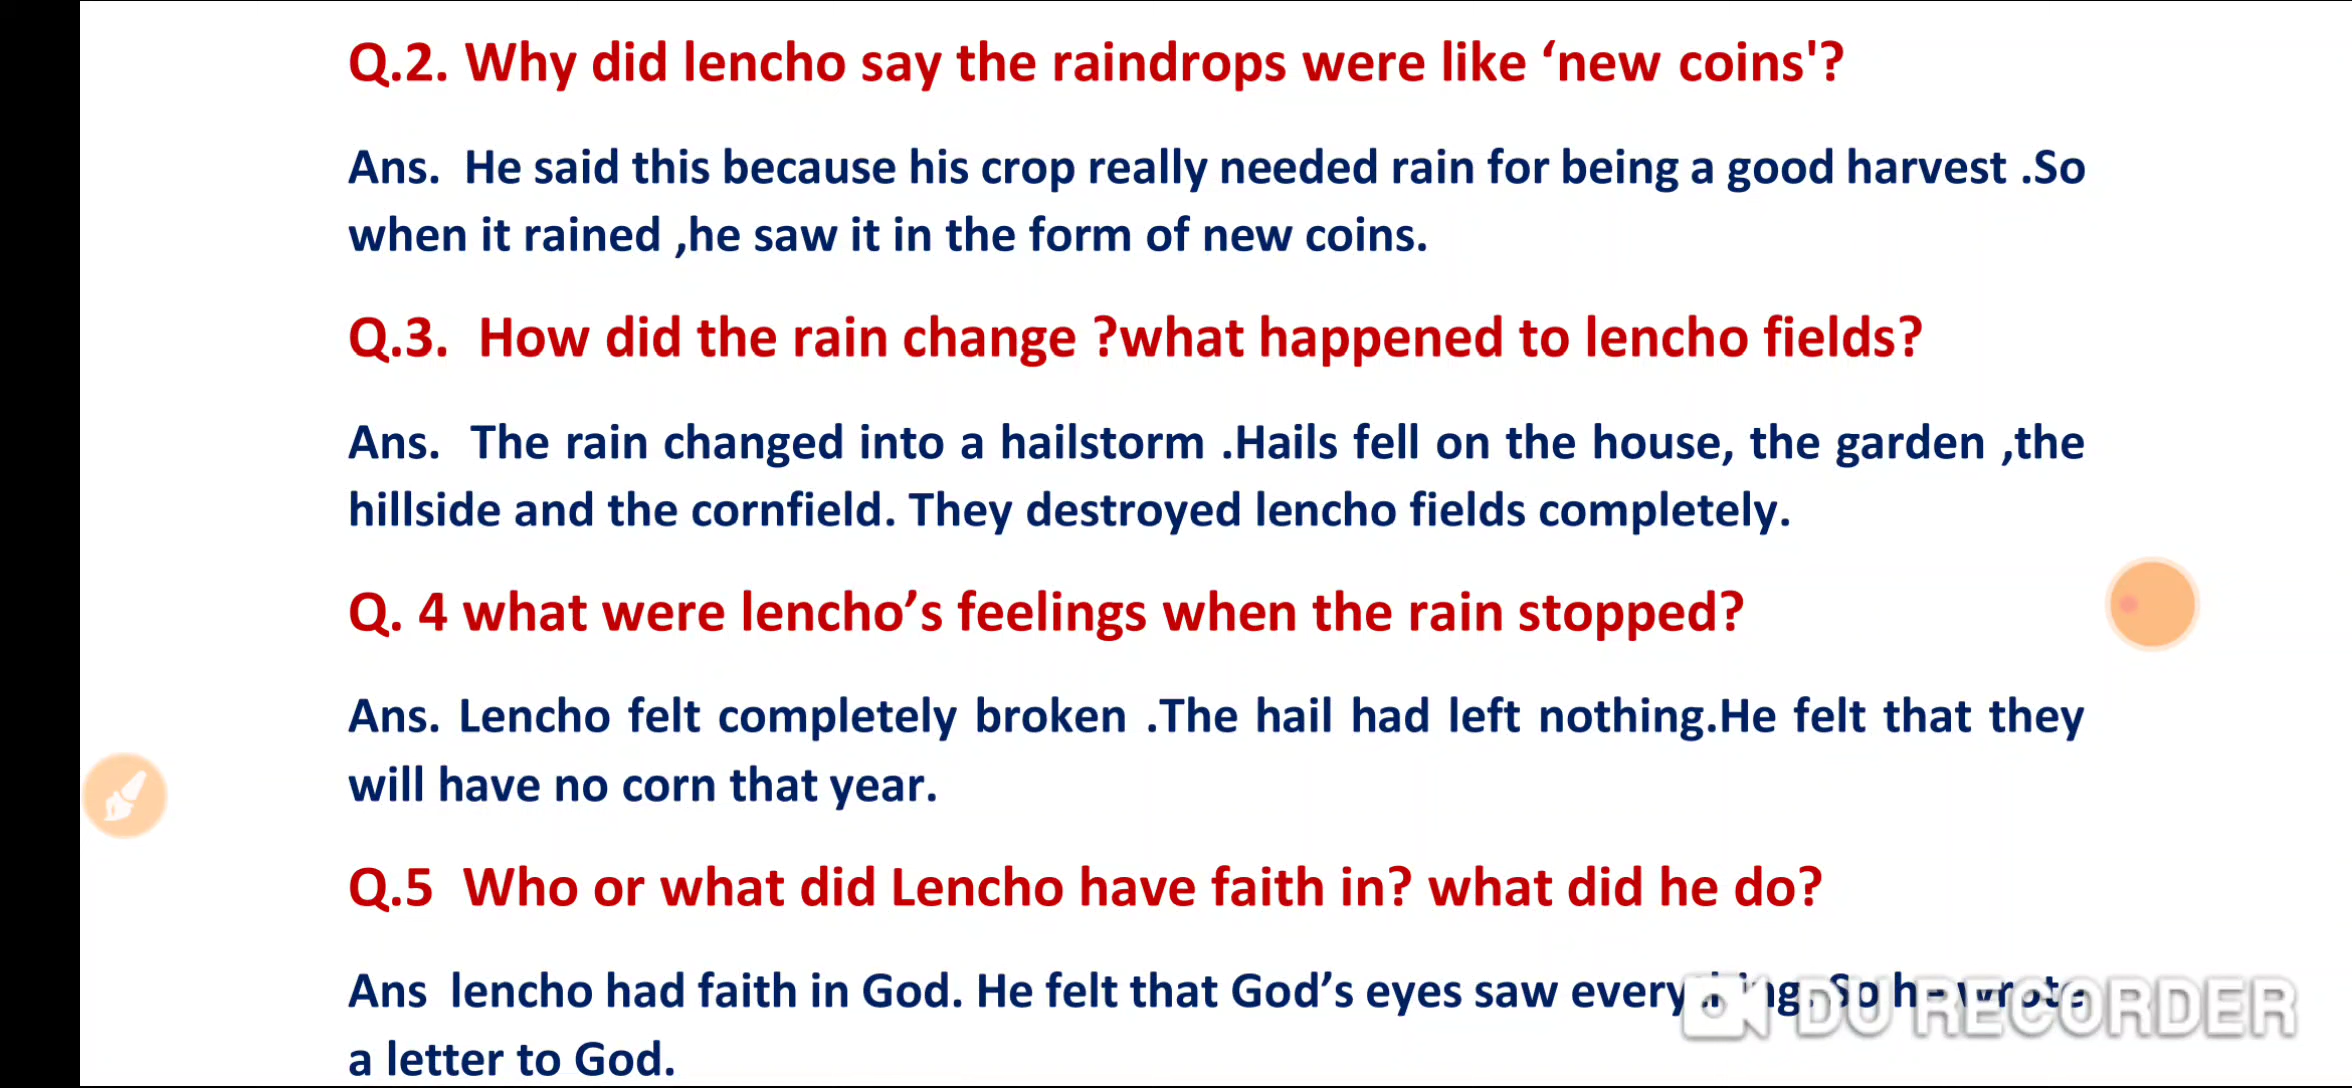 Q.2. Why did lencho say the raindrops were like ‘new coins'?
Ans. He said this because his crop really needed rain for being a good harvest .So
when it rained ,he saw it in the form of new coins.
Q.3. How did the rain change ?what happened to lencho fields?
Ans. The rain changed into a hailstorm .Hails fell on the house, the garden ,the
hillside and the cornfield. They destroyed lencho fields completely.
Q. 4 what were lencho’s feelings when the rain stopped?
Ans. Lencho felt completely broken .The hail had left nothing.He felt that they
will have no corn that year.
Q.5 Who or what did Lencho have faith in? what did he do?
Ans lencho had faith in God. He felt that God’s eyes saw everything. So he wrote
a letter to God.
DU RECORDER